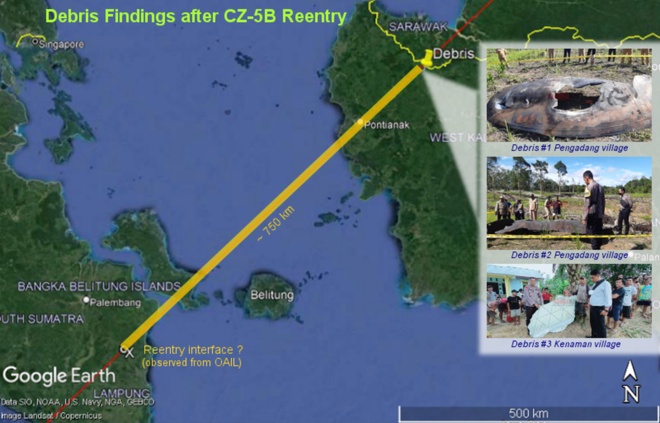 Debris Findings after CZ-5B Reentry
SARAWAK
Singapore
Debris
Debris #1 Pengadang village
Pontianak
WEST KA
~ 750 km
Debris #2 Pengadang village
Palan
BANGKA BELITUNG ISLANDS
Belitung
Palembang
OUTH SUMATRA
Debris #3 Kenaman village
X
Reentry interface ?
(observed from OAIL)
Google Earth
LAMPUNG
Data SIO, NOAA, U.S. Navy, NGA, GEBCO
Image Landsat / Copernicus
N
500 km